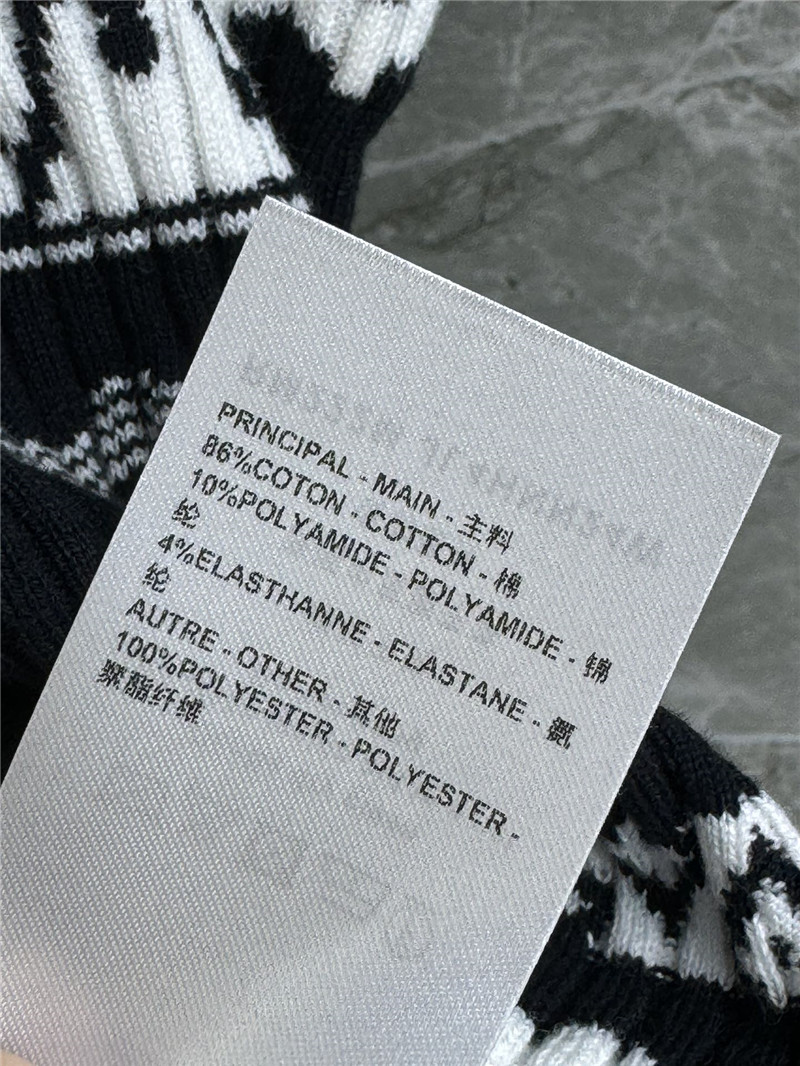 PRINCIPAL - MAIN - 主料
86%COTON - COTTON - 棉
10%POLYAMIDE - POLYAMIDE - 锦
纶
4%ELASTHANNE - ELASTANE - 氨
纶
AUTRE - OTHER - 其他
100%POLYESTER - POLYESTER -
聚酯纤维